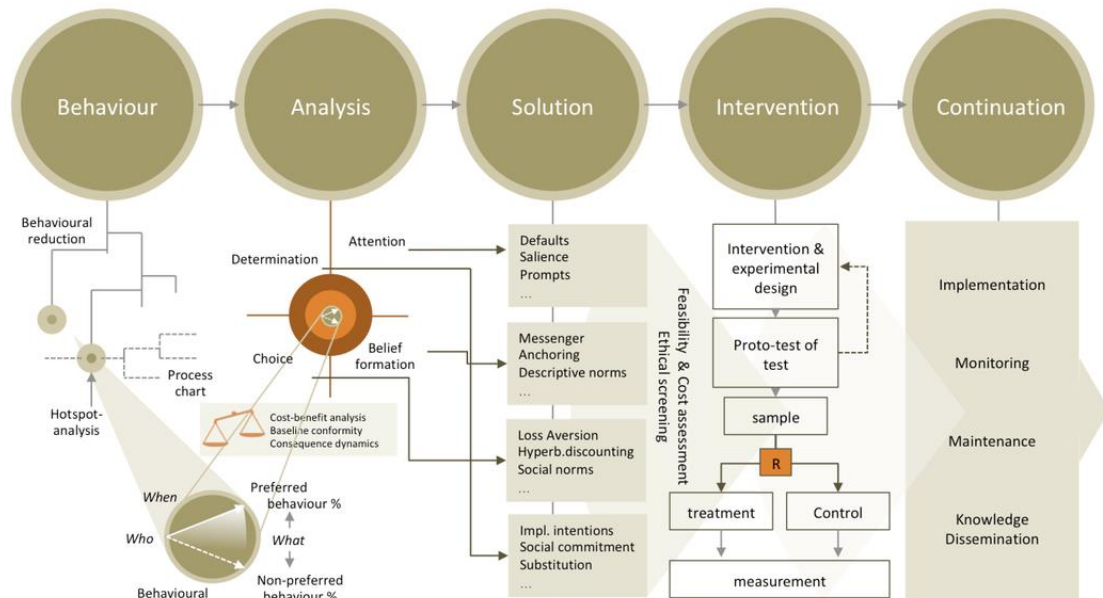 Behaviour
Analysis
Solution
Intervention
Continuation
Behavioural
reduction
Process
chart
Hotspot-
analysis
When
Who
Preferred
behaviour %
What
Non-preferred
behaviour %
Behavioural
Attention
Determination
Choice
Belief
formation
Cost-benefit analysis
Baseline conformity
Consequence dynamics
Defaults
Salience
Prompts
...
Messenger
Anchoring
Descriptive norms
...
Loss Aversion
Hyperb.discounting
Social norms
...
Impl. intentions
Social commitment
Substitution
...
Feasibility & Cost assessment
Ethical screening
Intervention &
experimental
design
Proto-test of
test
sample
R
treatment
Control
measurement
Implementation
Monitoring
Maintenance
Knowledge
Dissemination